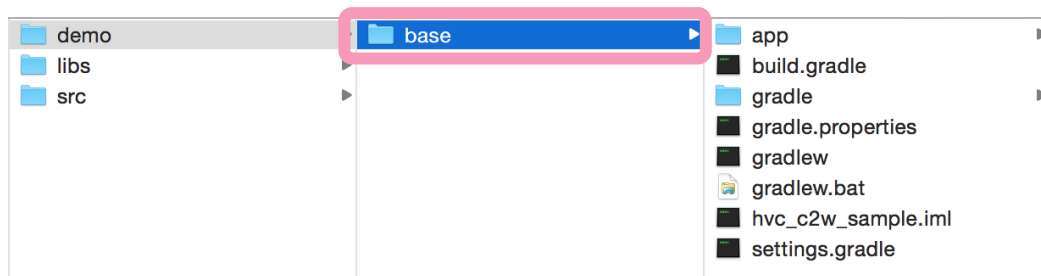 demo
libs
src
base
app
build.gradle
gradle
gradle.properties
gradlew
gradlew.bat
hvc_c2w_sample.iml
settings.gradle